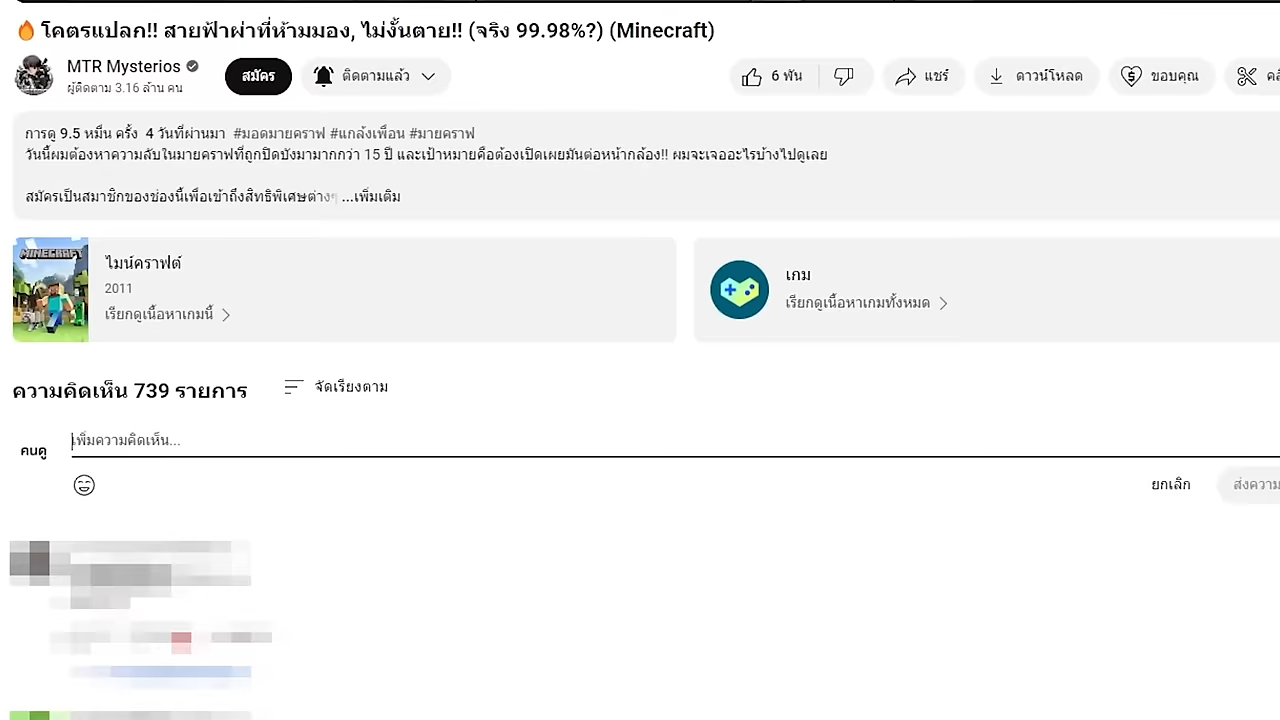 🔥 โคตรแปลก!! สายฟ้าผ่าที่ห้ามมอง, ไม่งั้นตาย!! (จริง 99.98%?) (Minecraft)
MTR Mysterios
ผู้ติดตาม 3.16 ล้าน คน
สมัคร
ติดตามแล้ว
6 พัน
แชร์
ดาวน์โหลด
ขอบคุณ
การดู 9.5 หมื่น ครั้ง 4 วันที่ผ่านมา #มอดมายคราฟ #แกล้งเพื่อน #มายคราฟ
วันนี้ผมต้องหาความลับในมายคราฟที่ถูกปิดบังมามากกว่า 15 ปี และเป้าหมายคือต้องเปิดเผยมันต่อหน้ากล้อง!! ผมจะเจออะไรบ้างไปดูเลย
สมัครเป็นสมาชิกของช่องนี้เพื่อเข้าถึงสิทธิพิเศษต่างๆ ...เพิ่มเติม
MINECRAFT
ไมน์คราฟต์
2011
เรียกดูเนื้อหาเกมนี้
เกม
เรียกดูเนื้อหาเกมทั้งหมด
ความคิดเห็น 739 รายการ
จัดเรียงตาม
คนดู
เพิ่มความคิดเห็น...
ยกเลิก
ส่งความ